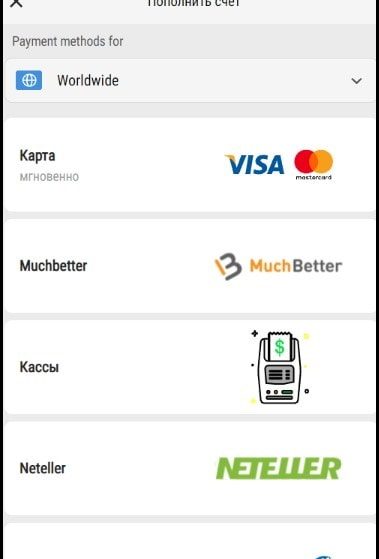 Пополнить счет
Payment methods for
Worldwide
Карта
мгновенно
VISA
mastercard
Muchbetter
MuchBetter
Кассы
$
Neteller
NETELLER